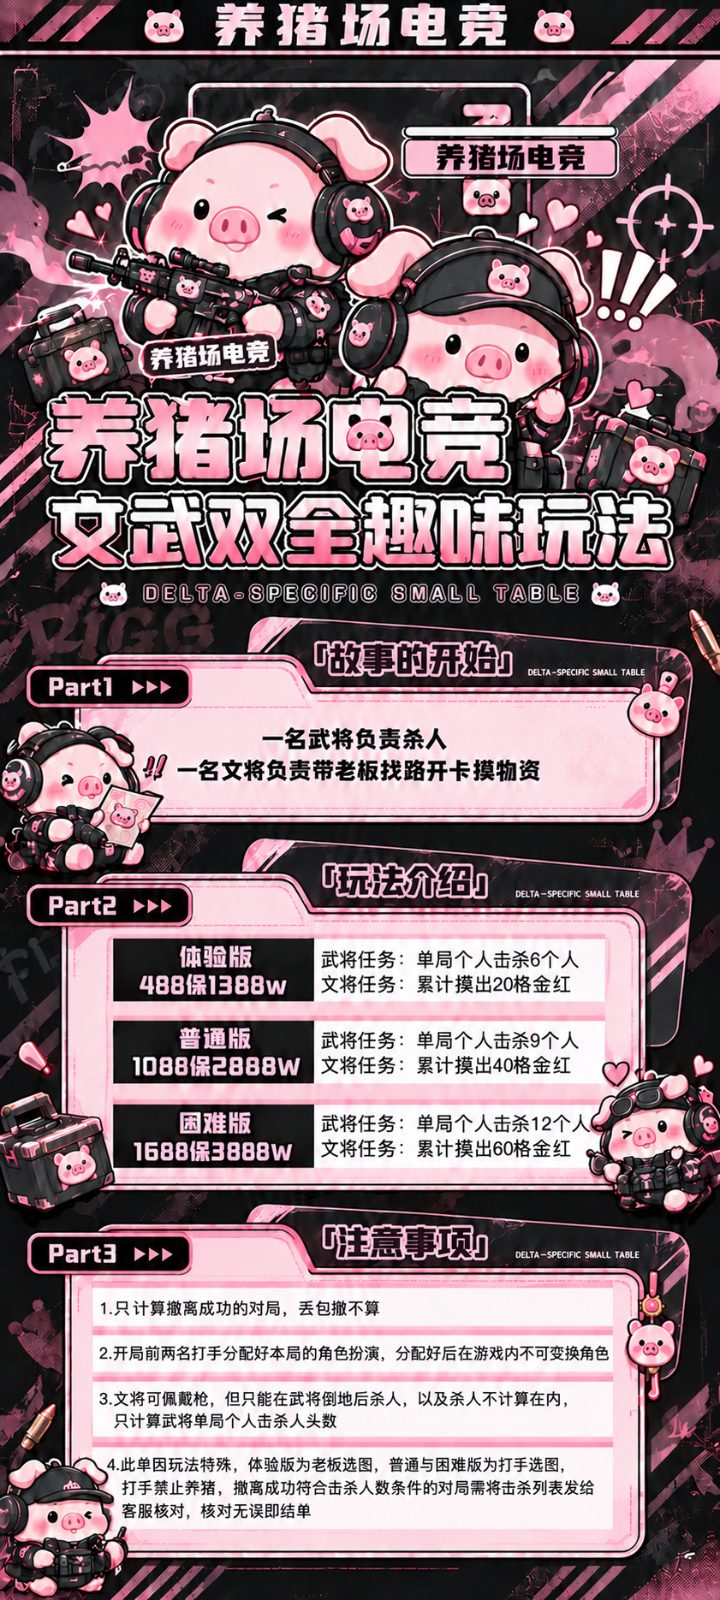 养猪场电竞
养猪场电竞
养猪场电竞
养猪场电竞
文武双全趣味玩法
DELTA-SPECIFIC SMALL TABLE
RIGG
Part1
「故事的开始」
DELTA-SPECIFIC SMALL TABLE
一名武将负责杀人
一名文将负责带老板找路开卡摸物资
Part2
「玩法介绍」
DELTA-SPECIFIC SMALL TABLE
体验版
488保1388w
武将任务：单局个人击杀6个人
文将任务：累计摸出20格金红
普通版
1088保2888W
武将任务：单局个人击杀9个人
文将任务：累计摸出40格金红
困难版
1688保3888W
武将任务：单局个人击杀12个人
文将任务：累计摸出60格金红
Part3
「注意事项」
DELTA-SPECIFIC SMALL TABLE
1.只计算撤离成功的对局，丢包撤不算
2.开局前两名打手分配好本局的角色扮演，分配好后在游戏内不可变换角色
3.文将可佩戴枪，但只能在武将倒地后杀人，以及杀人不计算在内，
只计算武将单局个人击杀人头数
4.此单因玩法特殊，体验版为老板选图，普通与困难版为打手选图，
打手禁止养猪，撤离成功符合击杀人数条件的对局需将击杀列表发给
客服核对，核对无误即结单